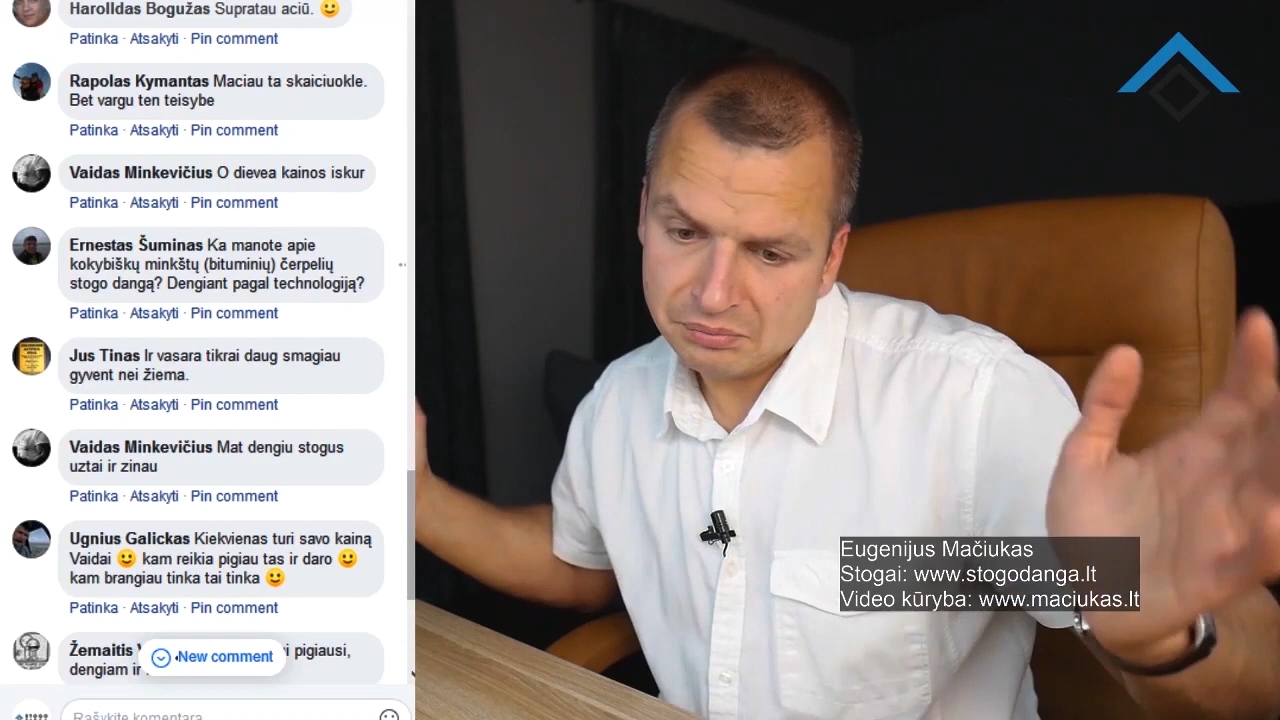 Harolldas Bogužas Supratau aciū.
Patinka · Atsakyti · Pin comment
Rapolas Kymantas Maciau ta skaiciuokle.
Bet vargu ten teisybe
Patinka · Atsakyti · Pin comment
Vaidas Minkevičius O dievea kainos iskur
Patinka · Atsakyti · Pin comment
Ernestas Šuminas Ka manote apie
kokybiškų minkštų (bituminių) čerpelių
stogo dangą? Dengiant pagal technologiją?
Patinka · Atsakyti · Pin comment
Jus Tinas Ir vasara tikrai daug smagiau
gyvent nei žiema.
Patinka · Atsakyti · Pin comment
Vaidas Minkevičius Mat dengiu stogus
uztai ir zinau
Patinka · Atsakyti · Pin comment
Ugnius Galickas Kiekvienas turi savo kainą
Vaidai 🙂 kam reikia pigiau tas ir daro 🙂
kam brangiau tinka tai tinka 🙂
Patinka · Atsakyti · Pin comment
Žemaitis pigiausi,
New comment
dengiam
Rašykite komentarą
Eugenijus Mačiukas
Stogai: www.stogodanga.lt
Video kūryba: www.maciukas.lt